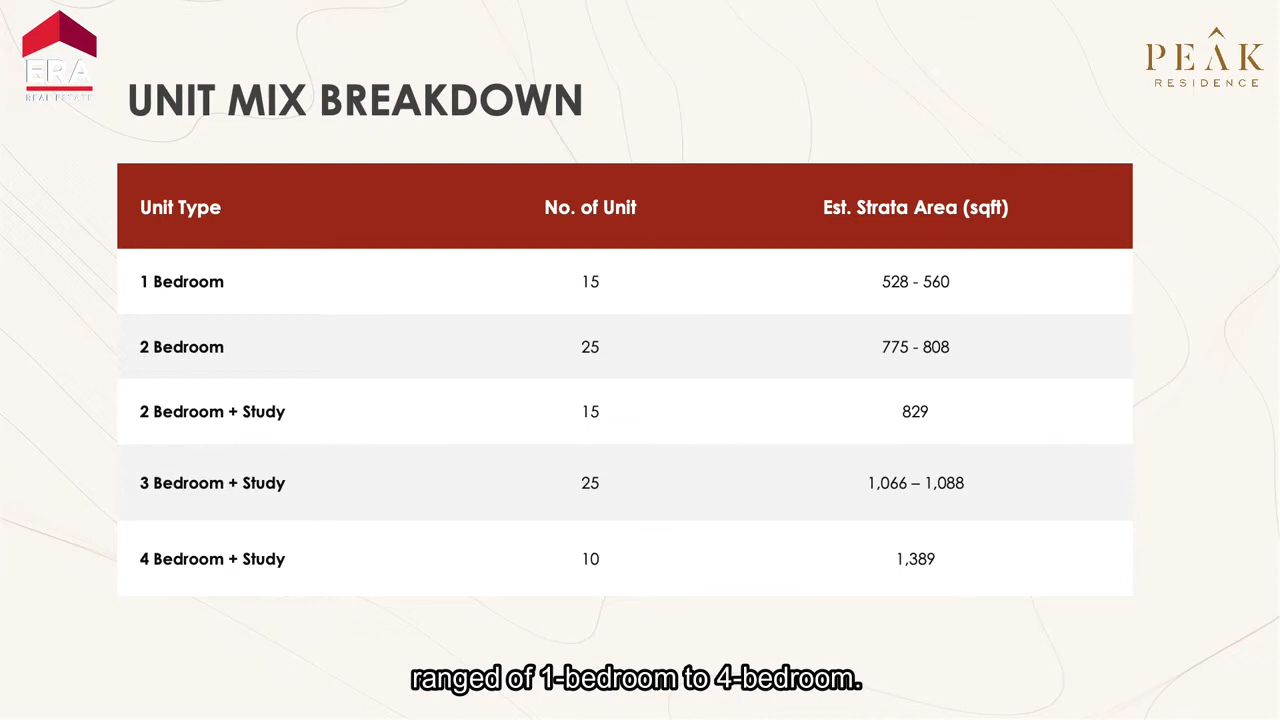 ERA
REAL ESTATE
PEÂK
RESIDENCE
UNIT MIX BREAKDOWN
Unit Type No. of Unit Est. Strata Area (sqft)
1 Bedroom 15 528 - 560
2 Bedroom 25 775 - 808
2 Bedroom + Study 15 829
3 Bedroom + Study 25 1,066 – 1,088
4 Bedroom + Study 10 1,389
ranged of 1-bedroom to 4-bedroom.